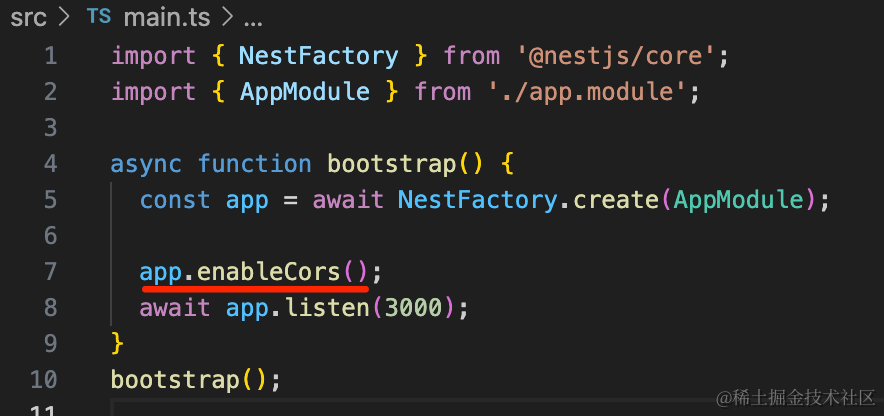 src > TS main.ts > ...
1 import { NestFactory } from '@nestjs/core';
2 import { AppModule } from './app.module';
3
4 async function bootstrap() {
5   const app = await NestFactory.create(AppModule);
6
7   app.enableCors();
8   await app.listen(3000);
9 }
10 bootstrap();
11
@稀土掘金技术社区